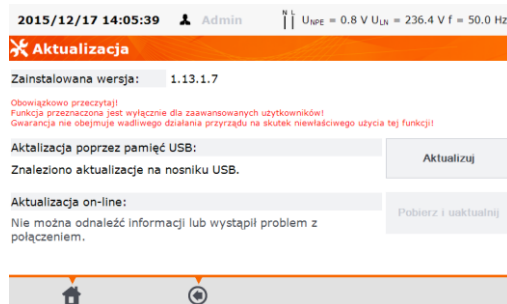 2015/12/17 14:05:39 Admin N L UNPE = 0.8 V ULN = 236.4 V f = 50.0 Hz
Aktualizacja
Zainstalowana wersja: 1.13.1.7
Obowiązkowo przeczytaj!
Funkcja przeznaczona jest wyłącznie dla zaawansowanych użytkowników!
Gwarancja nie obejmuje wadliwego działania przyrządu na skutek niewłaściwego użycia tej funkcji!
Aktalizacja poprzez pamięć USB:
Aktualizuj
Znaleziono aktualizacje na nosniku USB.
Aktualizacja on-line:
Pobierz i uaktualnij
Nie można odnaleźć informacji lub wystąpił problem z
połączeniem.